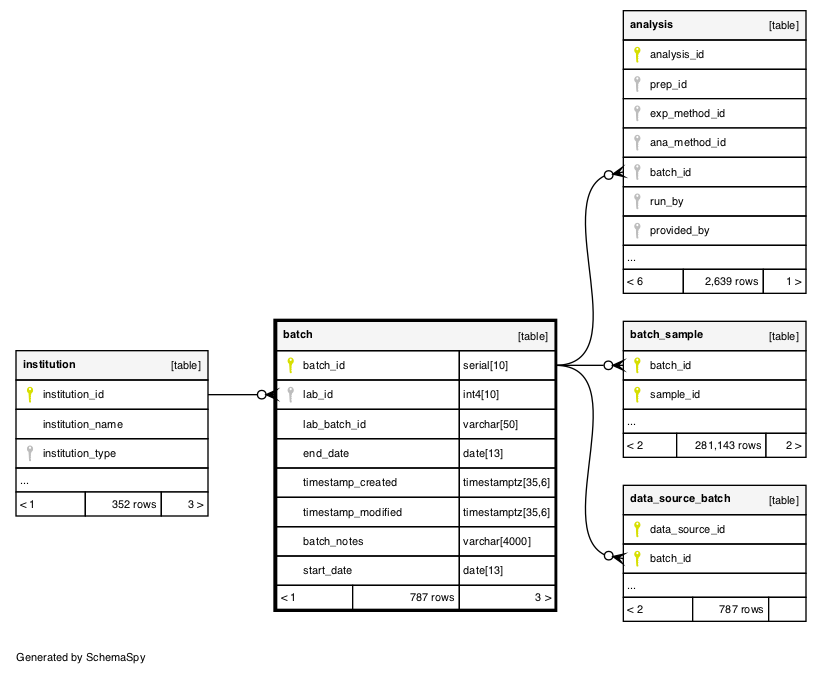 analysis [table]
analysis_id
prep_id
exp_method_id
ana_method_id
batch_id
run_by
provided_by
...
< 6 2,639 rows 1 >
institution [table]
institution_id
institution_name
institution_type
...
< 1 352 rows 3 >
batch [table]
batch_id serial[10]
lab_id int4[10]
lab_batch_id varchar[50]
end_date date[13]
timestamp_created timestamptz[35,6]
timestamp_modified timestamptz[35,6]
batch_notes varchar[4000]
start_date date[13]
< 1 787 rows 3 >
batch_sample [table]
batch_id
sample_id
...
< 2 281,143 rows 2 >
data_source_batch [table]
data_source_id
batch_id
...
< 2 787 rows
Generated by SchemaSpy